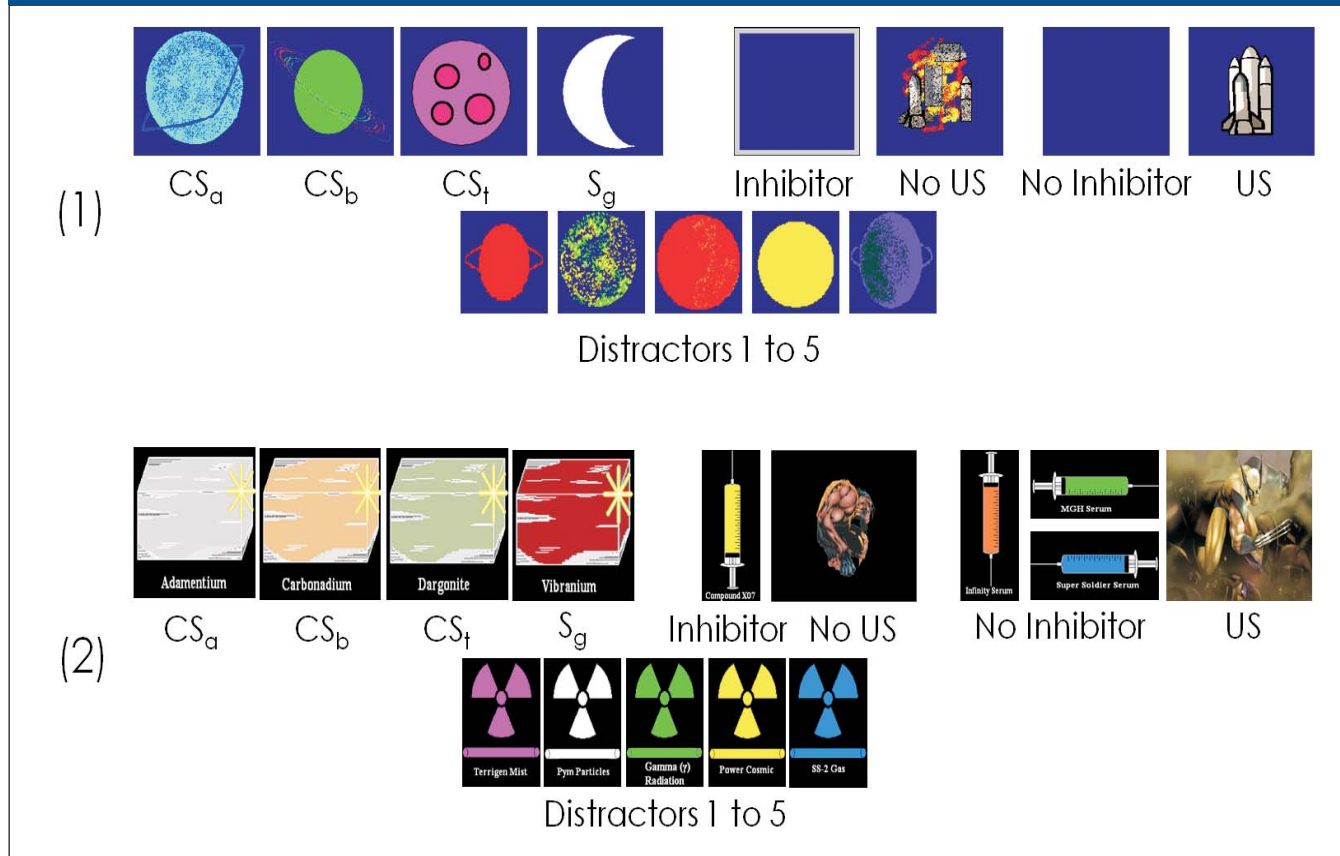 (1)
CSa CSb CSt Sg Inhibitor No US No Inhibitor US
Distractors 1 to 5
(2)
Adamentium Carbonadium Dargonite Vibranium Compound X07 Infinity Serum MGH Serum
Super Soldier Serum
CSa CSb CSt Sg Inhibitor No US No Inhibitor US
Terrigen Mist Pym Particles Gamma (γ) Radiation Power Cosmic SS-2 Gas
Distractors 1 to 5